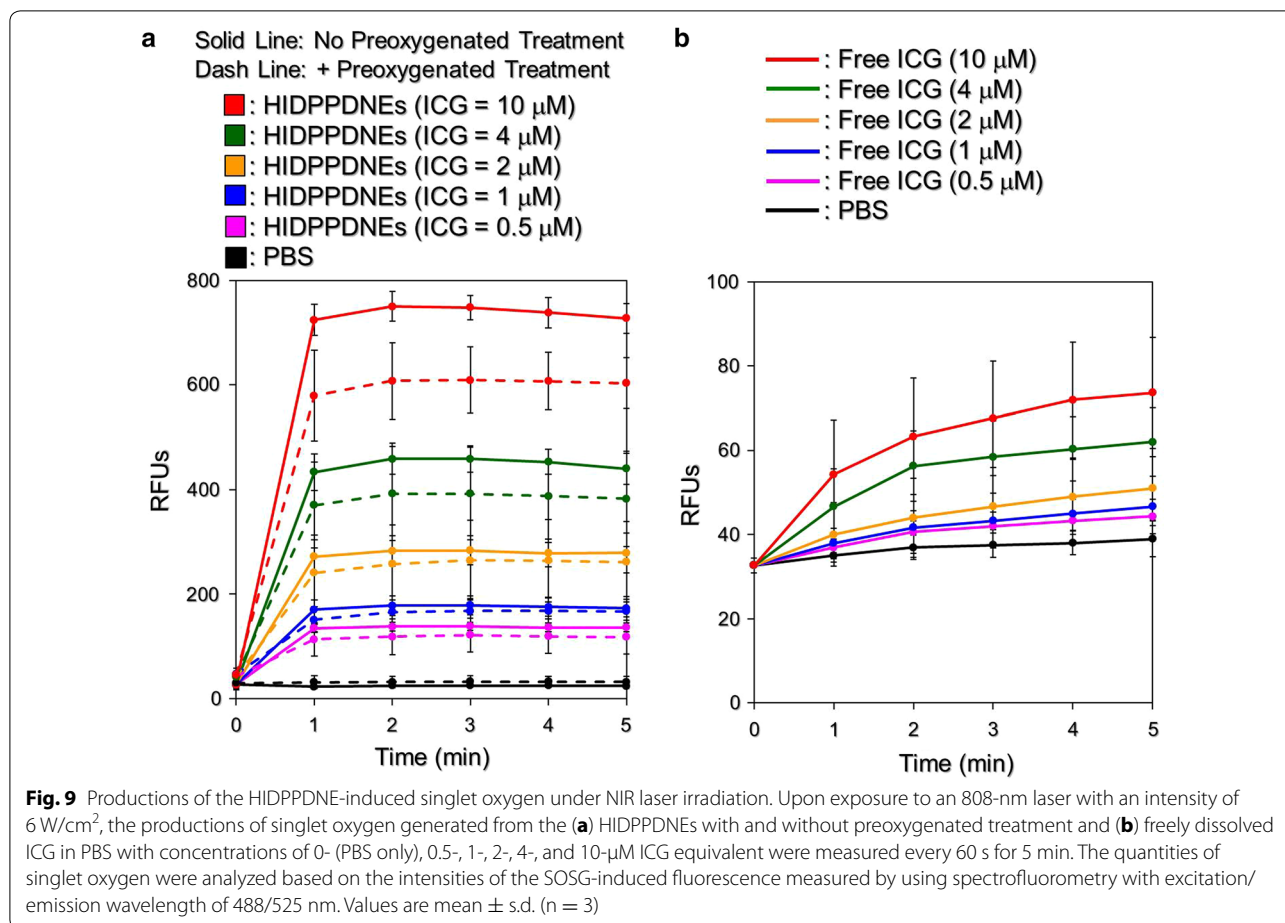 a
Solid Line: No Preoxygenated Treatment
Dash Line: + Preoxygenated Treatment
: HIDPPDNEs (ICG = 10 μM)
: HIDPPDNEs (ICG = 4 μM)
: HIDPPDNEs (ICG = 2 μM)
: HIDPPDNEs (ICG = 1 μM)
: HIDPPDNEs (ICG = 0.5 μM)
: PBS
800
600
400
200
0
RFUs
0 1 2 3 4 5
Time (min)
b
: Free ICG (10 μM)
: Free ICG (4 μM)
: Free ICG (2 μM)
: Free ICG (1 μM)
: Free ICG (0.5 μM)
: PBS
100
80
60
40
20
0
RFUs
0 1 2 3 4 5
Time (min)
Fig. 9 Productions of the HIDPPDNE-induced singlet oxygen under NIR laser irradiation. Upon exposure to an 808-nm laser with an intensity of
6 W/cm², the productions of singlet oxygen generated from the (a) HIDPPDNEs with and without preoxygenated treatment and (b) freely dissolved
ICG in PBS with concentrations of 0- (PBS only), 0.5-, 1-, 2-, 4-, and 10-μM ICG equivalent were measured every 60 s for 5 min. The quantities of
singlet oxygen were analyzed based on the intensities of the SOSG-induced fluorescence measured by using spectrofluorometry with excitation/
emission wavelength of 488/525 nm. Values are mean ± s.d. (n = 3)